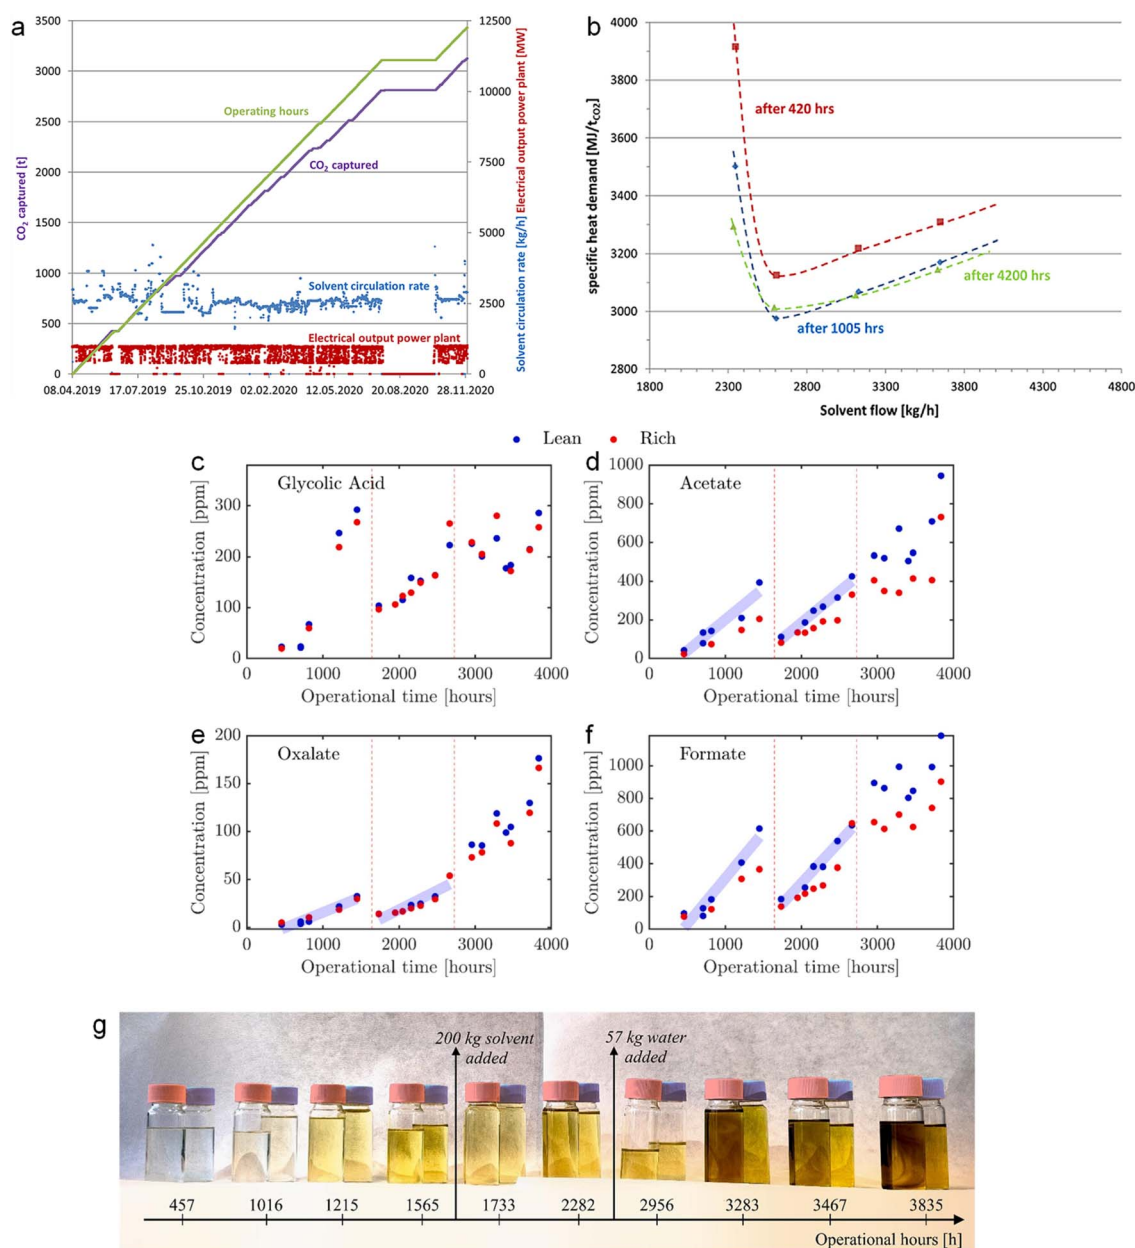 a
3500
3000
2500
2000
1500
1000
500
0
CO2 captured [t]
12500
10000
7500
5000
2500
0
Electrical output power plant [MW]
Solvent circulation rate [kg/h]
Operating hours
CO2 captured
Solvent circulation rate
Electrical output power plant
08.04.2019 17.07.2019 25.10.2019 02.02.2020 12.05.2020 20.08.2020 28.11.2020
b
4000
3800
3600
3400
3200
3000
2800
specific heat demand [MJ/tCO2]
after 420 hrs
after 4200 hrs
after 1005 hrs
1800 2300 2800 3300 3800 4300 4800
Solvent flow [kg/h]
Lean Rich
c
Glycolic Acid
300
200
100
0
Concentration [ppm]
0 1000 2000 3000 4000
Operational time [hours]
d
Acetate
1000
800
600
400
200
0
Concentration [ppm]
0 1000 2000 3000 4000
Operational time [hours]
e
Oxalate
200
150
100
50
0
Concentration [ppm]
0 1000 2000 3000 4000
Operational time [hours]
f
Formate
1000
800
600
400
200
0
Concentration [ppm]
0 1000 2000 3000 4000
Operational time [hours]
g
200 kg solvent
added
57 kg water
added
457 1016 1215 1565 1733 2282 2956 3283 3467 3835
Operational hours [h]